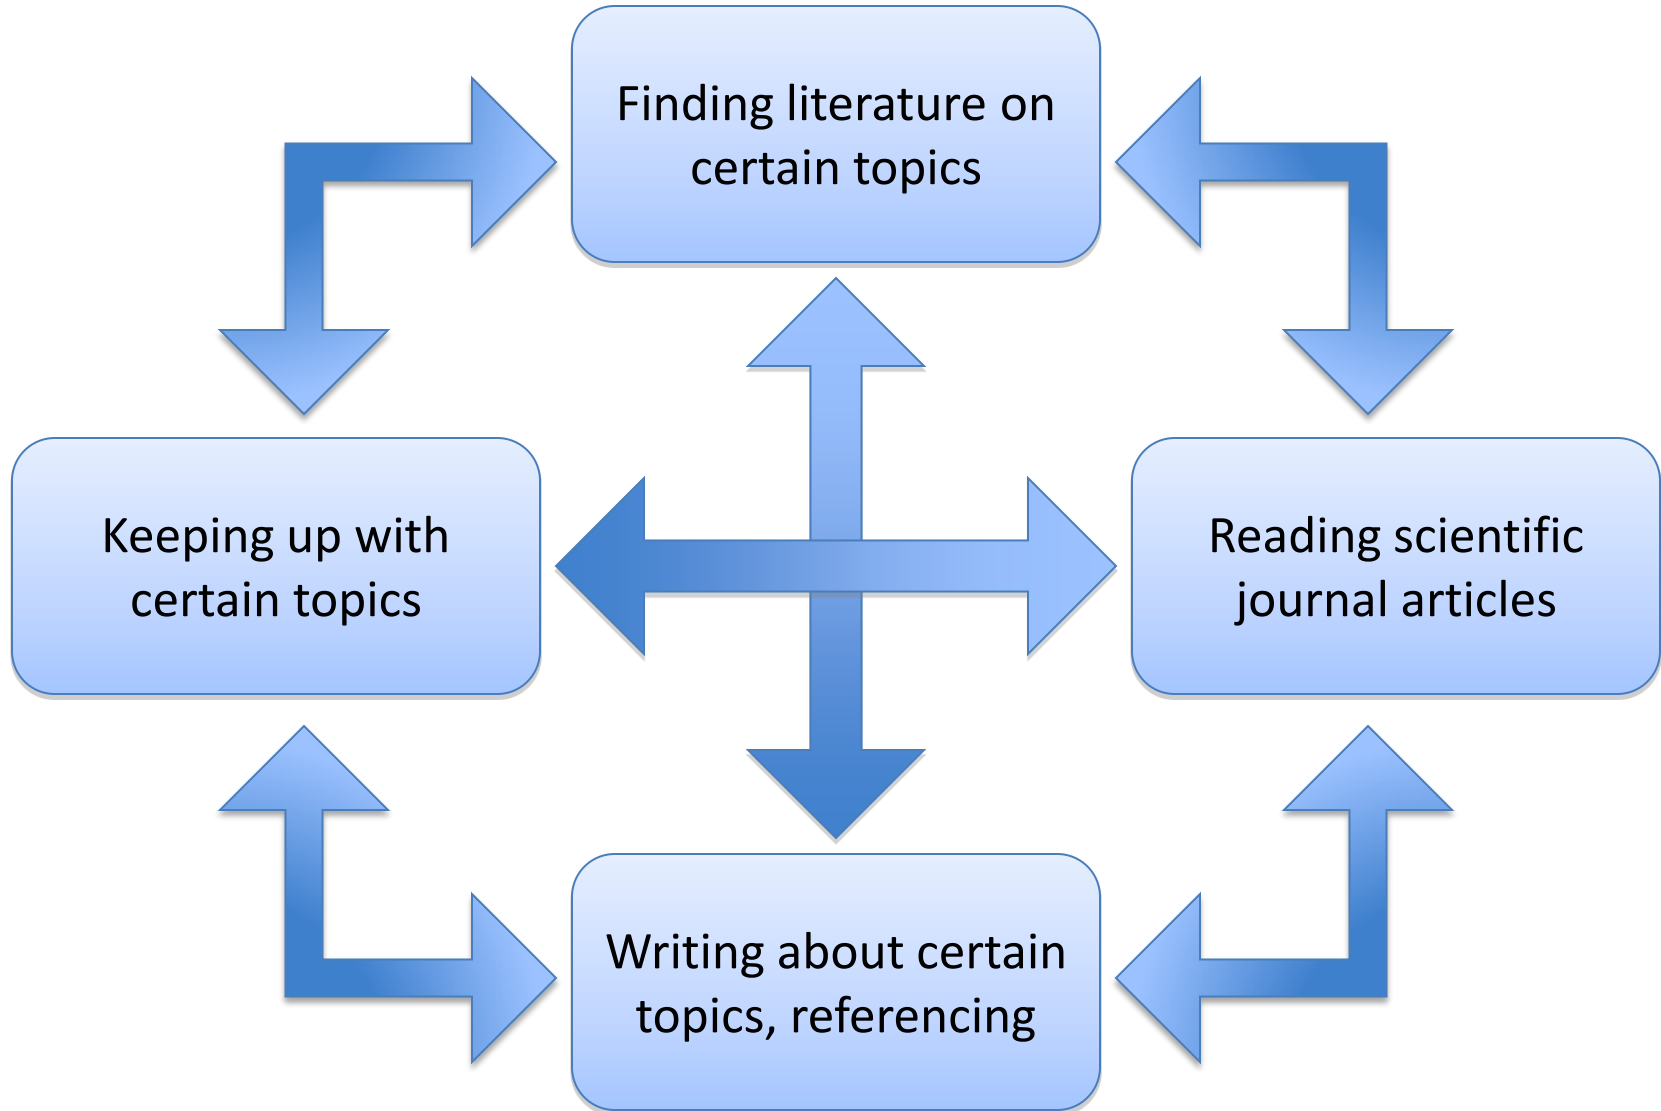 Finding literature on
certain topics
Keeping up with
certain topics
Reading scientific
journal articles
Writing about certain
topics, referencing